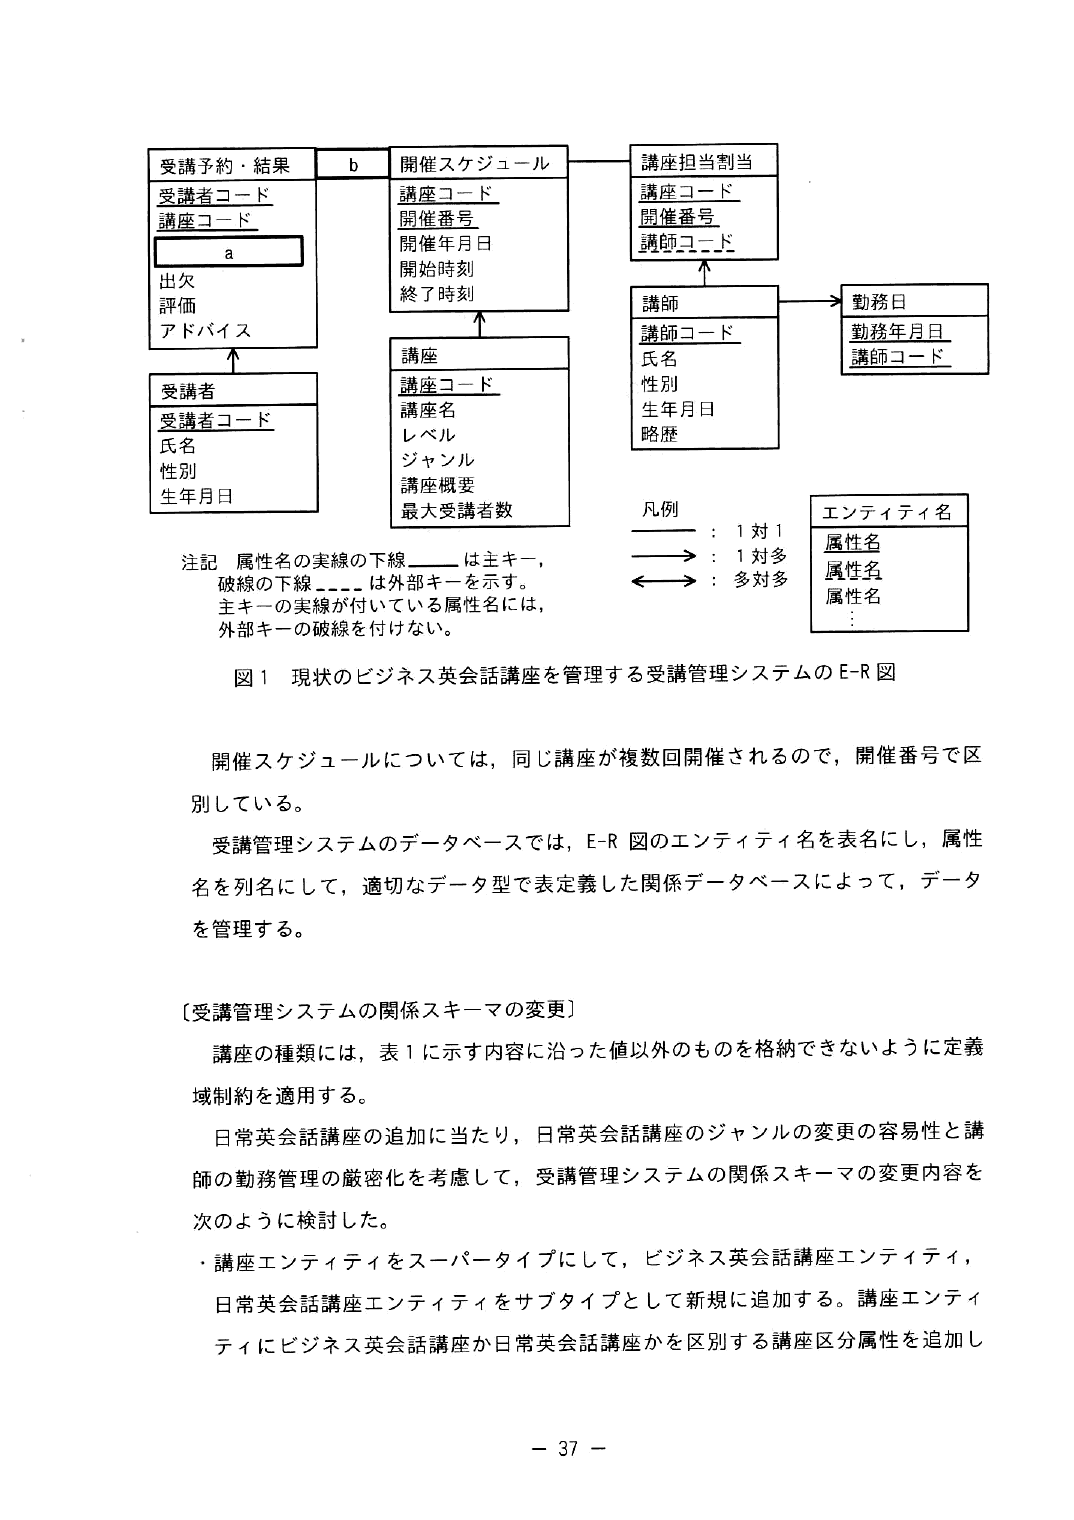 受講予約・結果
受講者コード
講座コード
a
出欠
評価
アドバイス
b
開催スケジュール
講座コード
開催番号
開催年月日
開始時刻
終了時刻
講座担当割当
講座コード
開催番号
講師コード
受講者
受講者コード
氏名
性別
生年月日
講座
講座コード
講座名
レベル
ジャンル
講座概要
最大受講者数
講師
講師コード
氏名
性別
生年月日
略歴
勤務日
勤務年月日
講師コード
凡例
： 1対1
： 1対多
： 多対多
エンティティ名
属性名
属性名
属性名
：
注記 属性名の実線の下線____は主キー，
破線の下線____は外部キーを示す。
主キーの実線が付いている属性名には，
外部キーの破線を付けない。
図1 現状のビジネス英会話講座を管理する受講管理システムのE-R図
開催スケジュールについては，同じ講座が複数回開催されるので，開催番号で区
別している。
受講管理システムのデータベースでは，E-R 図のエンティティ名を表名にし，属性
名を列名にして，適切なデータ型で表定義した関係データベースによって，データ
を管理する。
〔受講管理システムの関係スキーマの変更〕
講座の種類には，表1に示す内容に沿った値以外のものを格納できないように定義
域制約を適用する。
日常英会話講座の追加に当たり，日常英会話講座のジャンルの変更の容易性と講
師の勤務管理の厳密化を考慮して，受講管理システムの関係スキーマの変更内容を
次のように検討した。
・講座エンティティをスーパータイプにして，ビジネス英会話講座エンティティ，
日常英会話講座エンティティをサブタイプとして新規に追加する。講座エンティ
ティにビジネス英会話講座か日常英会話講座かを区別する講座区分属性を追加し
－ 37 －